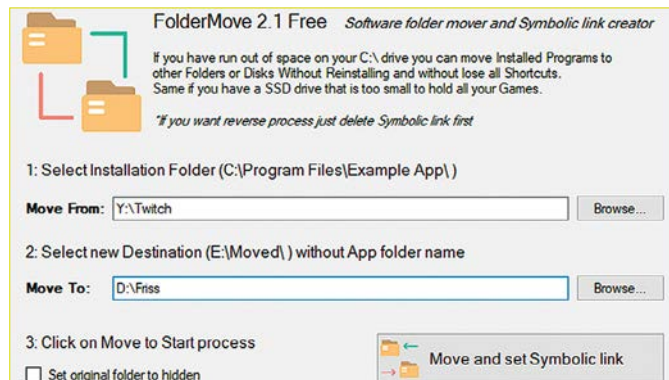 FolderMove 2.1 Free Software folder mover and Symbolic link creator
If you have run out of space on your C:\ drive you can move Installed Programs to
other Folders or Disks Without Reinstalling and without lose all Shortcuts.
Same if you have a SSD drive that is too small to hold all your Games.
*If you want reverse process just delete Symbolic link first
1: Select Installation Folder (C:\Program Files\Example App\ )
Move From: Y:\Twitch Browse...
2: Select new Destination (E:\Moved\ ) without App folder name
Move To: D:\Friss Browse...
3: Click on Move to Start process
Move and set Symbolic link
Set original folder to hidden